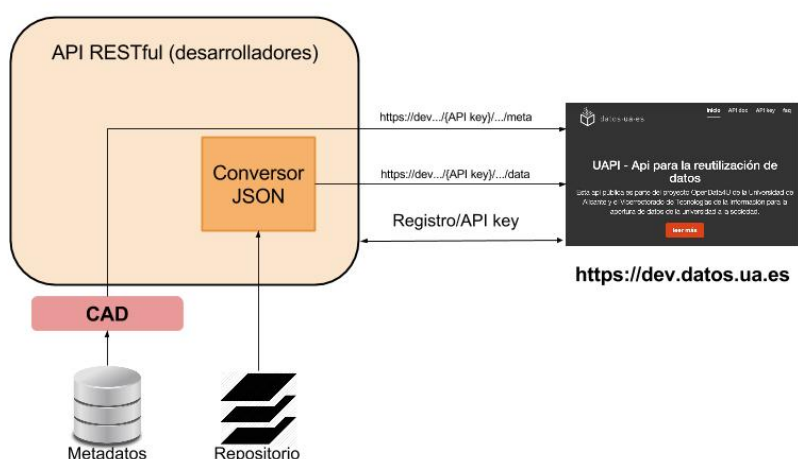 API RESTful (desarrolladores)
https://dev.../{API key}/.../meta
Conversor
JSON
https://dev.../{API key}/.../data
Registro/API key
datos·ua·es
Inicio API doc API key faq
UAPI - Api para la reutilización de
datos
Esta api pública es parte del proyecto OpenData4U de la Universidad de
Alicante y el Vicerrectorado de Tecnologías de la Información para la
apertura de datos de la universidad a la sociedad.
leer más
https://dev.datos.ua.es
CAD
Metadatos
Repositorio